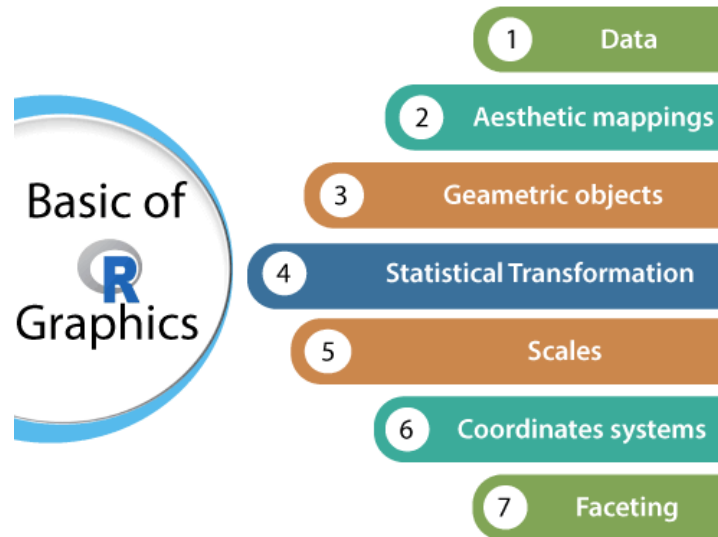 Basic of
R
Graphics
1 Data
2 Aesthetic mappings
3 Geametric objects
4 Statistical Transformation
5 Scales
6 Coordinates systems
7 Faceting